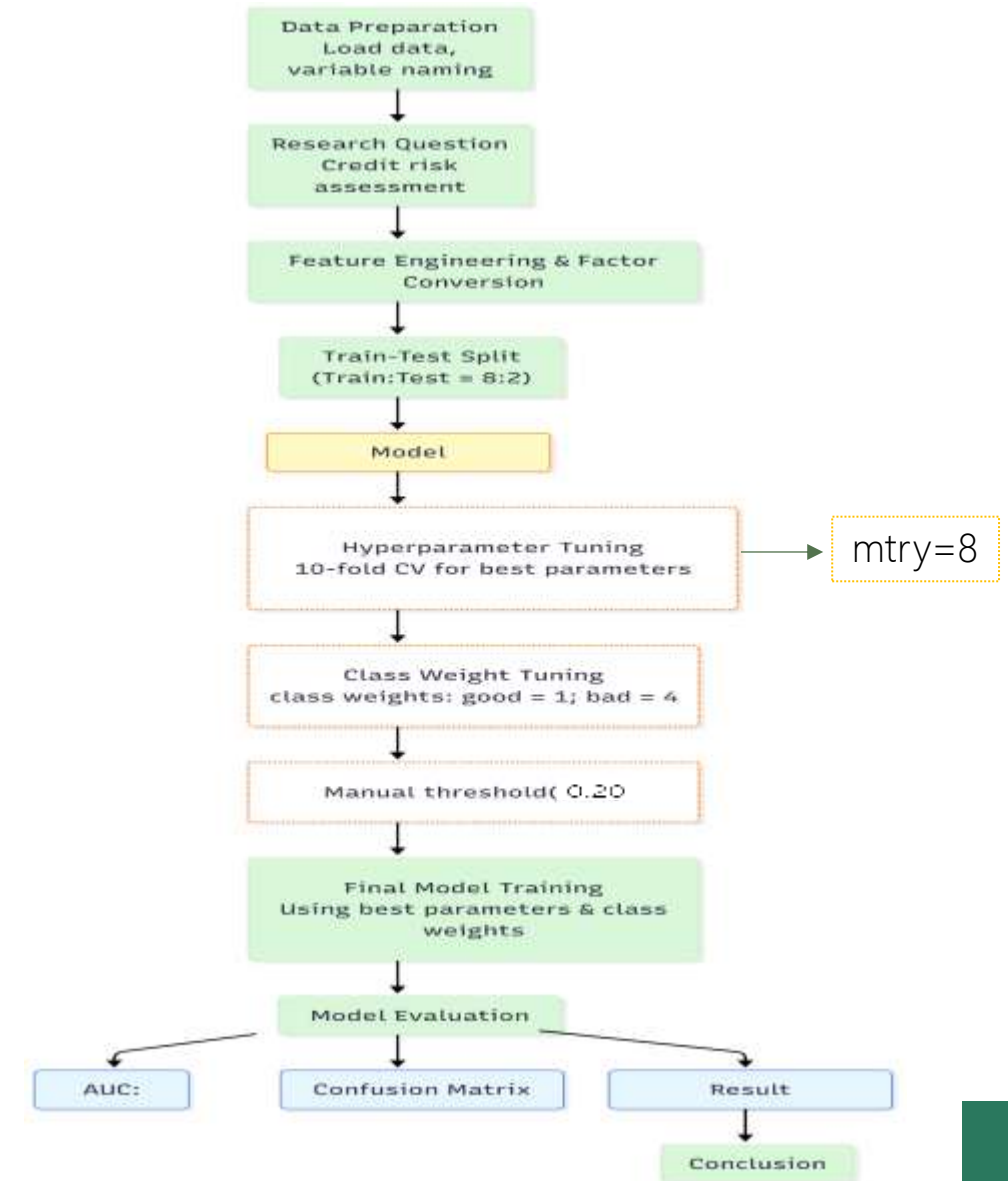 Data Preparation
Load data,
variable naming
Research Question
Credit risk
assessment
Feature Engineering & Factor
Conversion
Train-Test Split
(Train:Test = 8:2)
Model
Hyperparameter Tuning
10-fold CV for best parameters
mtry=8
Class Weight Tuning
class weights: good = 1; bad = 4
Manual threshold( 0.20
Final Model Training
Using best parameters & class
weights
Model Evaluation
AUC:
Confusion Matrix
Result
Conclusion